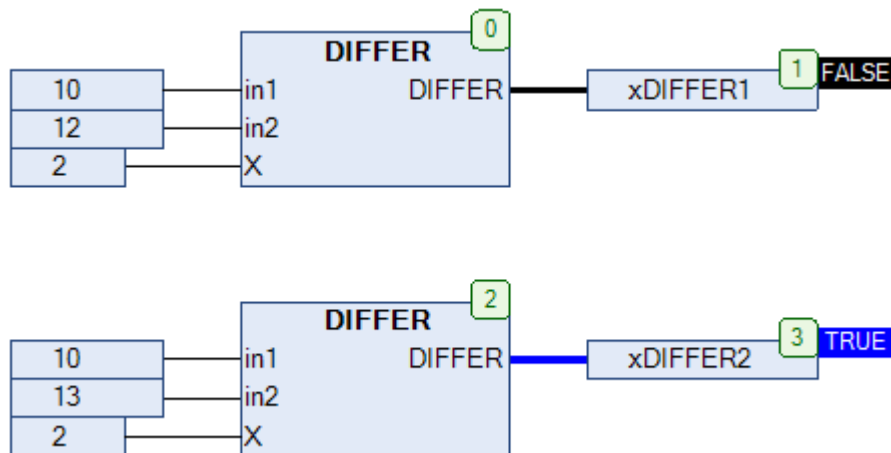 0
DIFFER
10 in1 DIFFER xDIFFER1 1 FALSE
12 in2
2 X
2
DIFFER
10 in1 DIFFER xDIFFER2 3 TRUE
13 in2
2 X